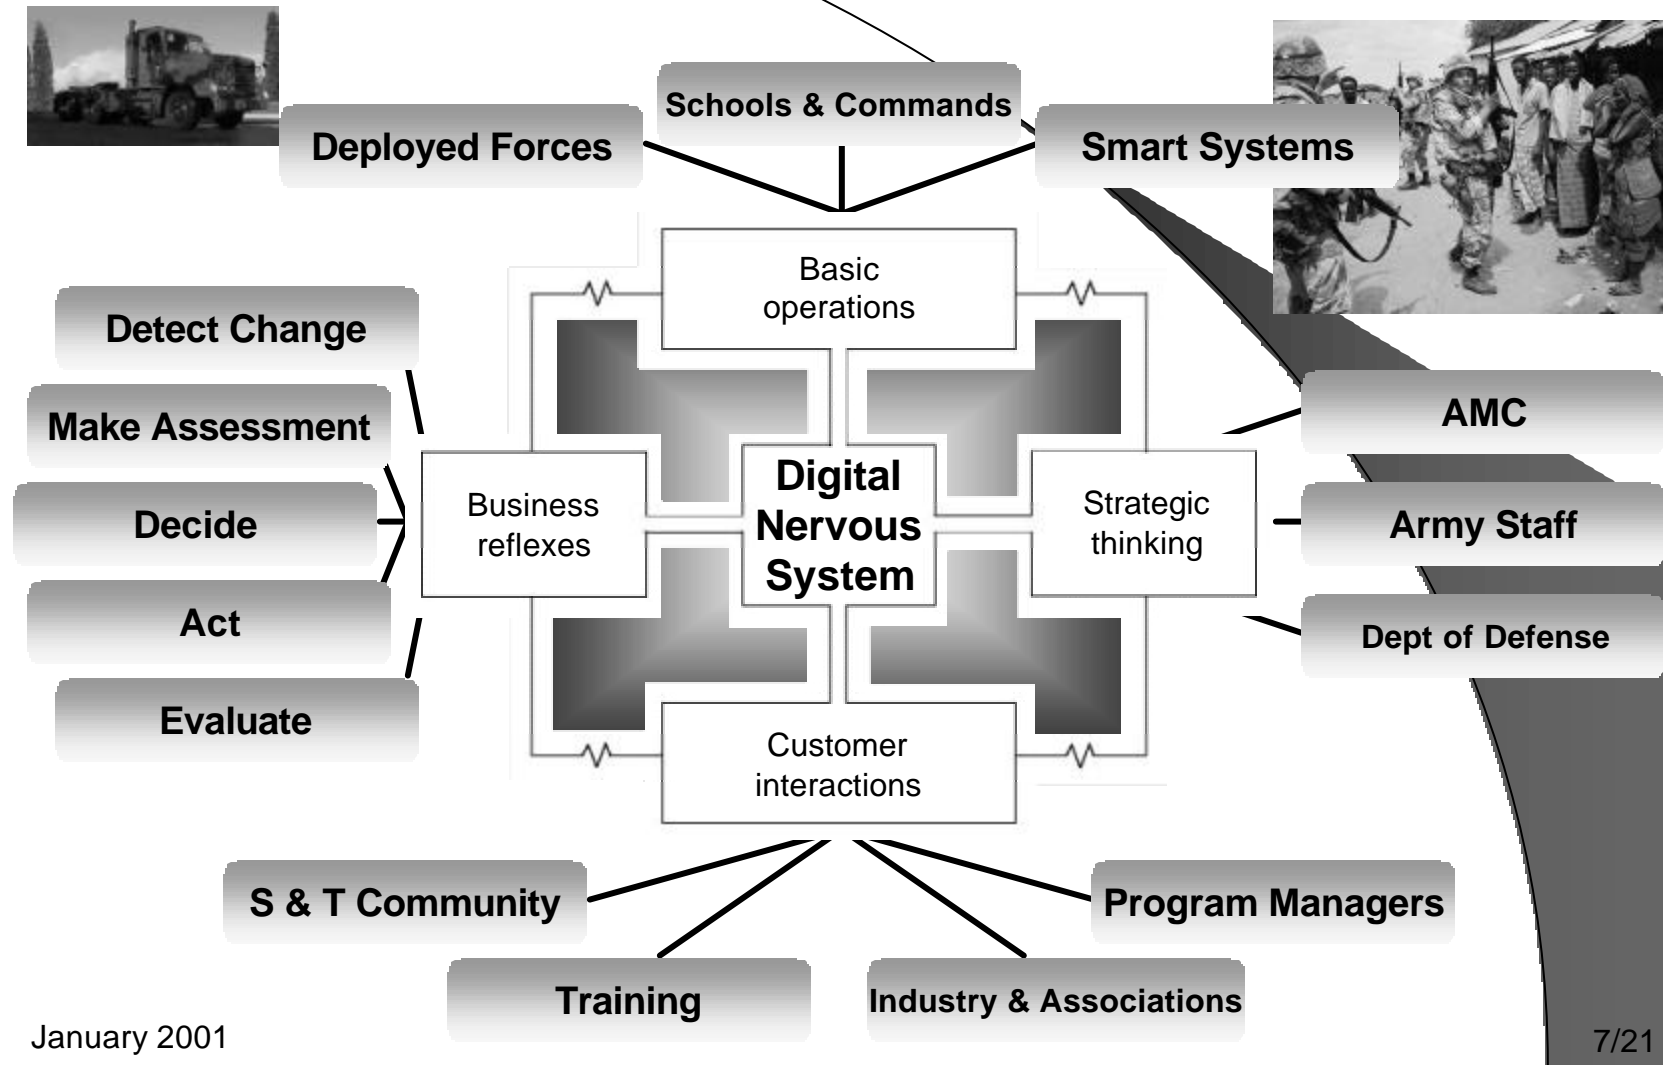 Schools & Commands
Deployed Forces
Smart Systems
Basic
operations
Detect Change
Make Assessment
Decide
Act
Evaluate
Business
reflexes
Digital
Nervous
System
Strategic
thinking
AMC
Army Staff
Dept of Defense
Customer
interactions
S & T Community
Program Managers
Training
Industry & Associations
January 2001
7/21